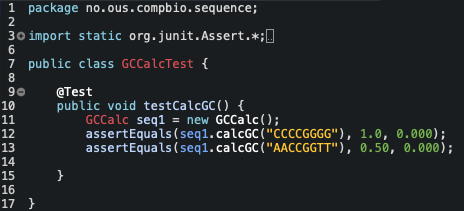 1 package no.ous.compbio.sequence;
2
3 import static org.junit.Assert.*;
6
7 public class GCCalcTest {
8
9 @Test
10 public void testCalcGC() {
11 GCCalc seq1 = new GCCalc();
12 assertEquals(seq1.calcGC("CCCCGGGG"), 1.0, 0.000);
13 assertEquals(seq1.calcGC("AACCGGTT"), 0.50, 0.000);
14
15 }
16
17 }